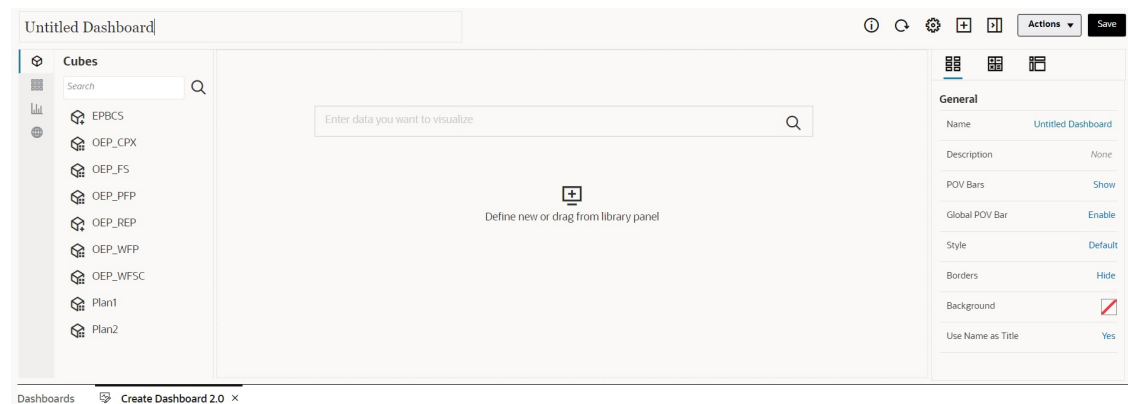 Untitled Dashboard
Actions
Save
Cubes
Search
EPBCS
OEP_CPX
OEP_FS
OEP_PFP
OEP_REP
OEP_WFP
OEP_WFSC
Plan1
Plan2
Enter data you want to visualize
Define new or drag from library panel
General
Name Untitled Dashboard
Description None
POV Bars Show
Global POV Bar Enable
Style Default
Borders Hide
Background
Use Name as Title Yes
Dashboards Create Dashboard 2.0 ×